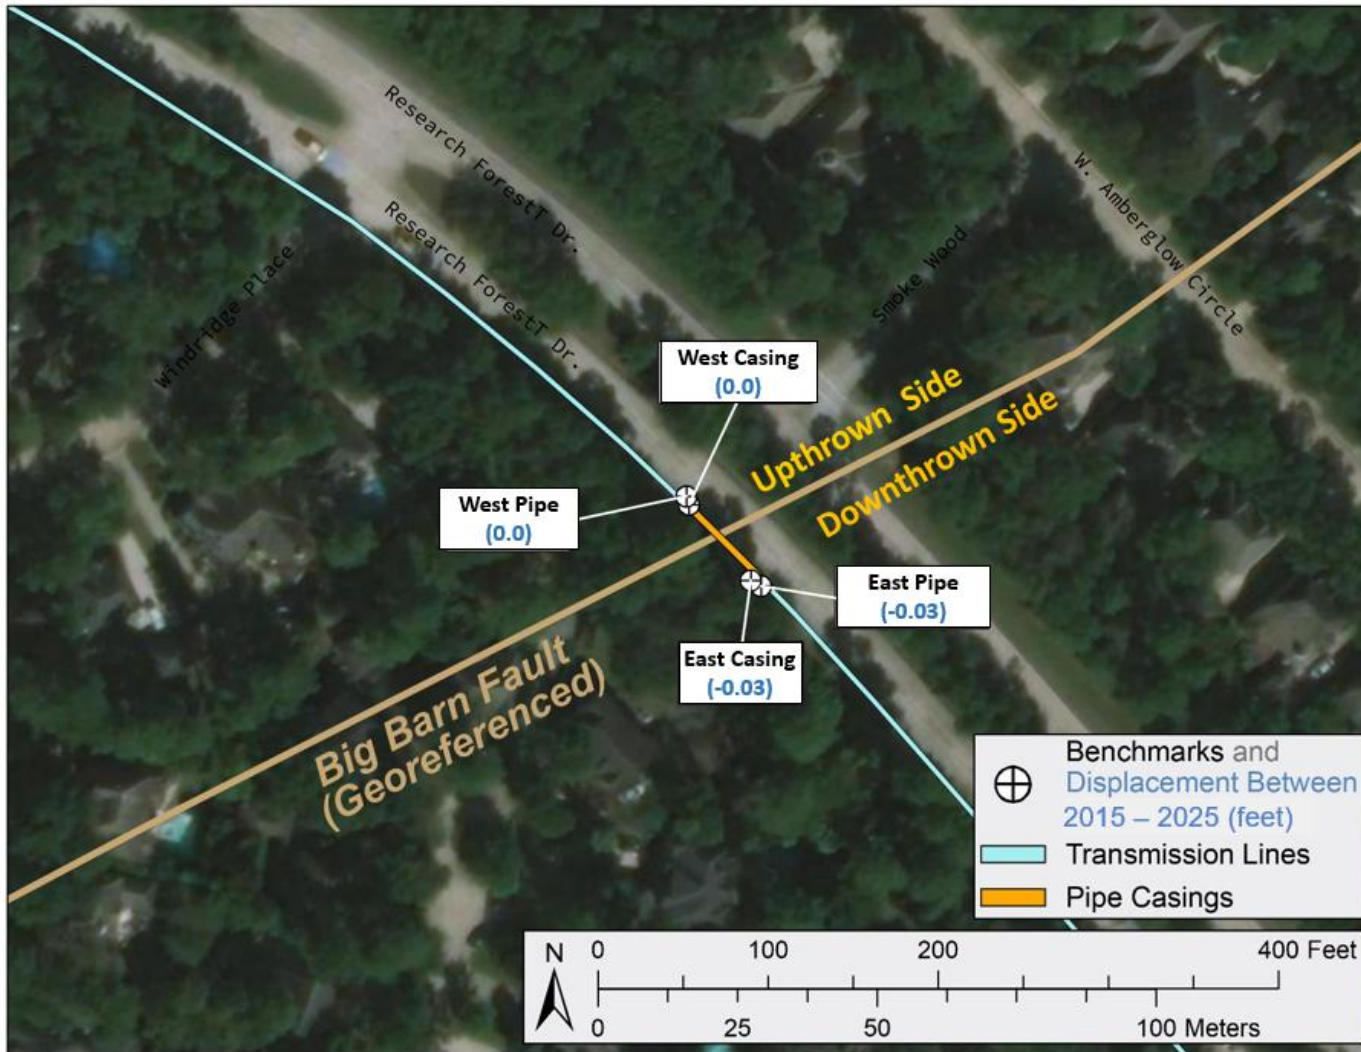 Research ForestT Dr.
Research ForestT Dr.
W. Amberglow Circle
Smoke Wood
Windridge Place
West Casing
(0.0)
Upthrown Side
Downthrown Side
West Pipe
(0.0)
East Pipe
(-0.03)
East Casing
(-0.03)
Big Barn Fault
(Georeferenced)
Benchmarks and
Displacement Between
2015 – 2025 (feet)
Transmission Lines
Pipe Casings
N
0 100 200 400 Feet
0 25 50 100 Meters